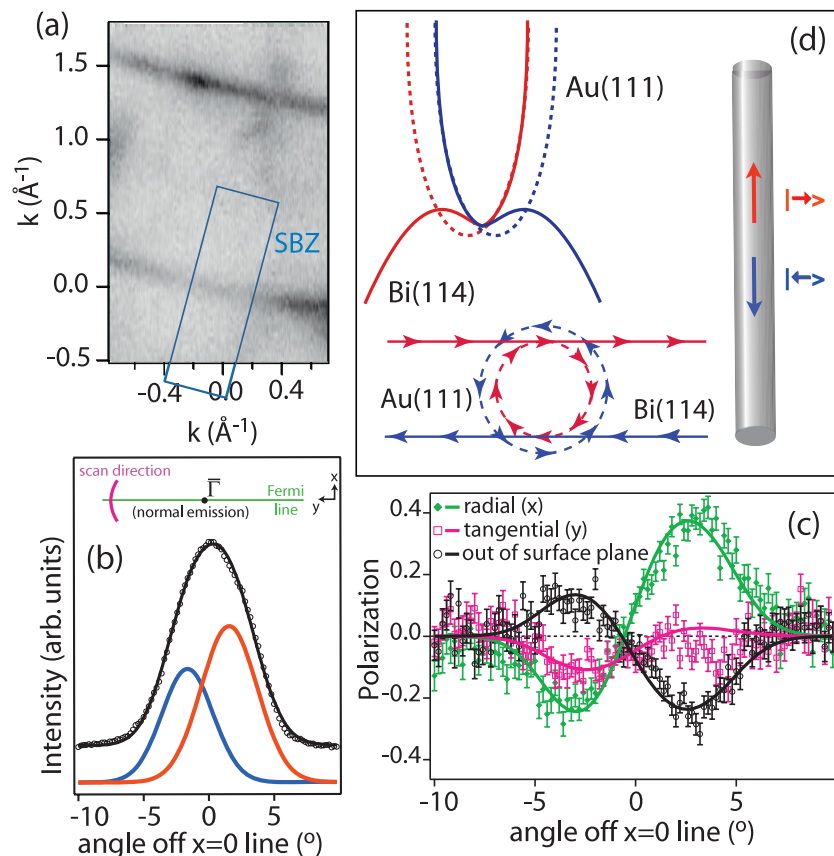 (a)
k (Å⁻¹)
1.5
1.0
0.5
0.0
-0.5
SBZ
-0.4 0.0 0.4
k (Å⁻¹)
(d)
Au(111)
Bi(114)
Au(111)
Bi(114)
|→>
|←>
(b)
scan direction
Γ̅
(normal emission)
Fermi
line
x
y
Intensity (arb. units)
-10 -5 0 5
angle off x=0 line (°)
(c)
radial (x)
tangential (y)
out of surface plane
Polarization
0.4
0.2
0.0
-0.2
-0.4
-10 -5 0 5
angle off x=0 line (°)